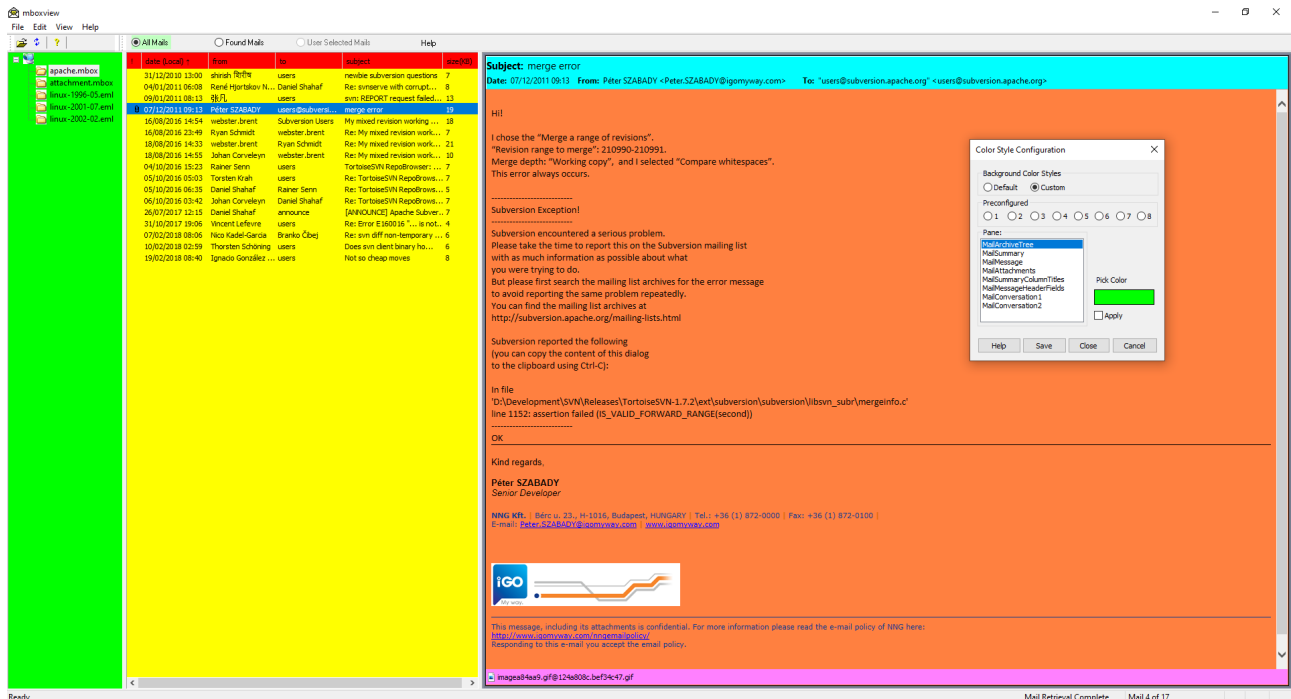 mboxview
File Edit View Help
All Mails Found Mails User Selected Mails Help
apache.mbox
attachment.mbox
linux-1996-05.eml
linux-2001-07.eml
linux-2002-02.eml
! date (Local) from to subject size(KB)
31/12/2010 13:00 shirish शिरीष users newbie subversion questions 7
04/01/2011 06:08 René Hjortskov N... Daniel Shahaf Re: svnserve with corrupt... 8
09/01/2011 08:13 张凡 users svn: REPORT request failed... 13
07/12/2011 09:13 Péter SZABADY users@subversi... merge error 19
16/08/2016 14:54 webster.brent Subversion Users My mixed revision working ... 18
16/08/2016 23:49 Ryan Schmidt webster.brent Re: My mixed revision work... 7
18/08/2016 14:33 webster.brent Ryan Schmidt Re: My mixed revision work... 21
18/08/2016 14:55 Johan Corveleyn webster.brent Re: My mixed revision work... 10
04/10/2016 15:23 Rainer Senn users TortoiseSVN RepoBrowser: ... 7
05/10/2016 05:03 Torsten Krah users Re: TortoiseSVN RepoBrows... 7
05/10/2016 06:35 Daniel Shahaf Rainer Senn Re: TortoiseSVN RepoBrows... 5
06/10/2016 03:42 Johan Corveleyn Daniel Shahaf Re: TortoiseSVN RepoBrows... 7
26/07/2017 12:15 Daniel Shahaf announce [ANNOUNCE] Apache Subver... 7
31/10/2017 19:06 Vincent Lefevre users Re: Error E160016 "... is not... 4
07/02/2018 08:06 Nico Kadel-Garcia Branko Čibej Re: svn diff non-temporary ... 6
10/02/2018 02:59 Thorsten Schöning users Does svn client binary ho... 6
19/02/2018 08:40 Ignacio González ... users Not so cheap moves 8
Subject: merge error
Date: 07/12/2011 09:13 From: Péter SZABADY <Peter.SZABADY@igomyway.com> To: "users@subversion.apache.org" <users@subversion.apache.org>
Hi!
I chose the “Merge a range of revisions”.
“Revision range to merge”: 210990-210991.
Merge depth: “Working copy”, and I selected “Compare whitespaces”.
This error always occurs.
---------------------------
Subversion Exception!
---------------------------
Subversion encountered a serious problem.
Please take the time to report this on the Subversion mailing list
with as much information as possible about what
you were trying to do.
But please first search the mailing list archives for the error message
to avoid reporting the same problem repeatedly.
You can find the mailing list archives at
http://subversion.apache.org/mailing-lists.html
Subversion reported the following
(you can copy the content of this dialog
to the clipboard using Ctrl-C):
In file
'D:\Development\SVN\Releases\TortoiseSVN-1.7.2\ext\subversion\subversion\libsvn_subr\mergeinfo.c'
line 1152: assertion failed (IS_VALID_FORWARD_RANGE(second))
---------------------------
OK
Kind regards,
Péter SZABADY
Senior Developer
NNG Kft. | Bérc u. 23., H-1016, Budapest, HUNGARY | Tel.: +36 (1) 872-0000 | Fax: +36 (1) 872-0100 |
E-mail: Peter.SZABADY@igomyway.com | www.igomyway.com
iGO
My way.
This message, including its attachments is confidential. For more information please read the e-mail policy of NNG here:
http://www.igomyway.com/nngemailpolicy/
Responding to this e-mail you accept the email policy.
imagea84aa9.gif@124a808c.bef34c47.gif
Color Style Configuration
Background Color Styles
Default Custom
Preconfigured
1 2 3 4 5 6 7 8
Pane:
MailArchiveTree
MailSummary
MailMessage
MailAttachments
MailSummaryColumnTitles
MailMessageHeaderFields
MailConversation1
MailConversation2
Pick Color
Apply
Help Save Close Cancel
Ready
Mail Retrieval Complete Mail 4 of 17